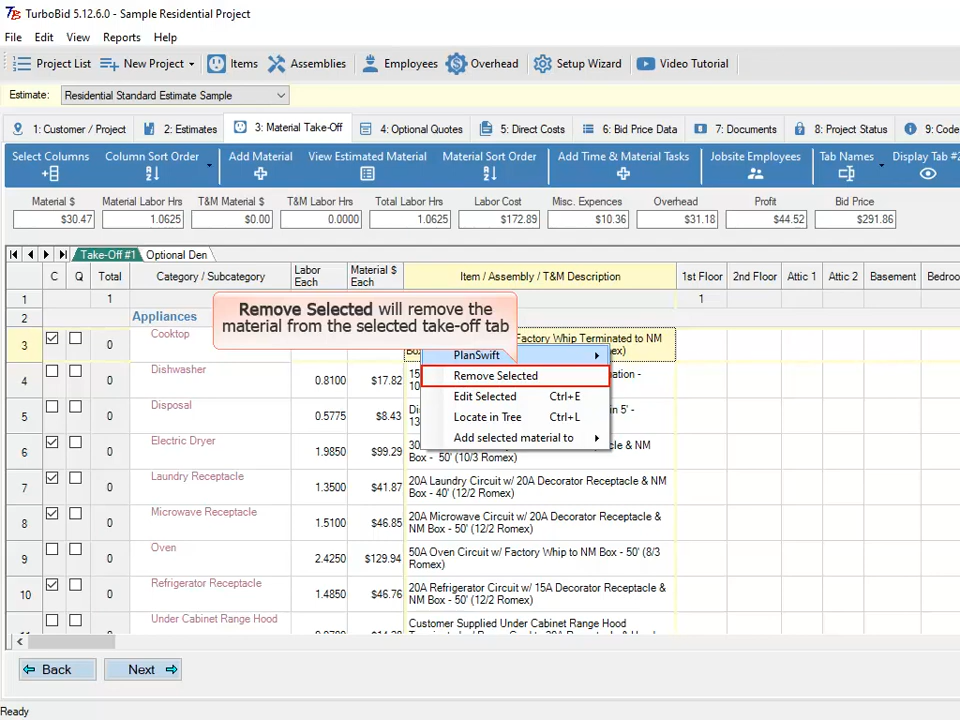 TurboBid 5.12.6.0 - Sample Residential Project
File Edit View Reports Help
Project List New Project Items Assemblies Employees Overhead Setup Wizard Video Tutorial
Estimate: Residential Standard Estimate Sample
1: Customer / Project 2: Estimates 3: Material Take-Off 4: Optional Quotes 5: Direct Costs 6: Bid Price Data 7: Documents 8: Project Status 9: Code
Select Columns Column Sort Order Add Material View Estimated Material Material Sort Order Add Time & Material Tasks Jobsite Employees Tab Names Display Tab #2
Material $ Material Labor Hrs T&M Material $ T&M Labor Hrs Total Labor Hrs Labor Cost Misc. Expences Overhead Profit Bid Price
$30.47 1.0625 $0.00 0.0000 1.0625 $172.89 $10.36 $31.18 $44.52 $291.86
Take-Off #1 Optional Den
C Q Total Category / Subcategory Labor Each Material $ Each Item / Assembly / T&M Description 1st Floor 2nd Floor Attic 1 Attic 2 Basement Bedroo
1 1 1
2 Appliances
Remove Selected will remove the
material from the selected take-off tab
3 0 Cooktop Factory Whip Terminated to NM
PlanSwift
Remove Selected
Edit Selected Ctrl+E
Locate in Tree Ctrl+L
Add selected material to
4 0 Dishwasher 0.8100 $17.82
5 0 Disposal 0.5775 $8.43
6 0 Electric Dryer 1.9850 $99.29
Box - 50' (10/3 Romex)
7 0 Laundry Receptacle 1.3500 $41.87 20A Laundry Circuit w/ 20A Decorator Receptacle & NM
Box - 40' (12/2 Romex)
8 0 Microwave Receptacle 1.5100 $46.85 20A Microwave Circuit w/ 20A Decorator Receptacle &
NM Box - 50' (12/2 Romex)
9 0 Oven 2.4250 $129.94 50A Oven Circuit w/ Factory Whip to NM Box - 50' (8/3
Romex)
10 0 Refrigerator Receptacle 1.4850 $46.76 20A Refrigerator Circuit w/ 15A Decorator Receptacle &
NM Box - 50' (12/2 Romex)
Under Cabinet Range Hood Customer Supplied Under Cabinet Range Hood
Back Next
Ready